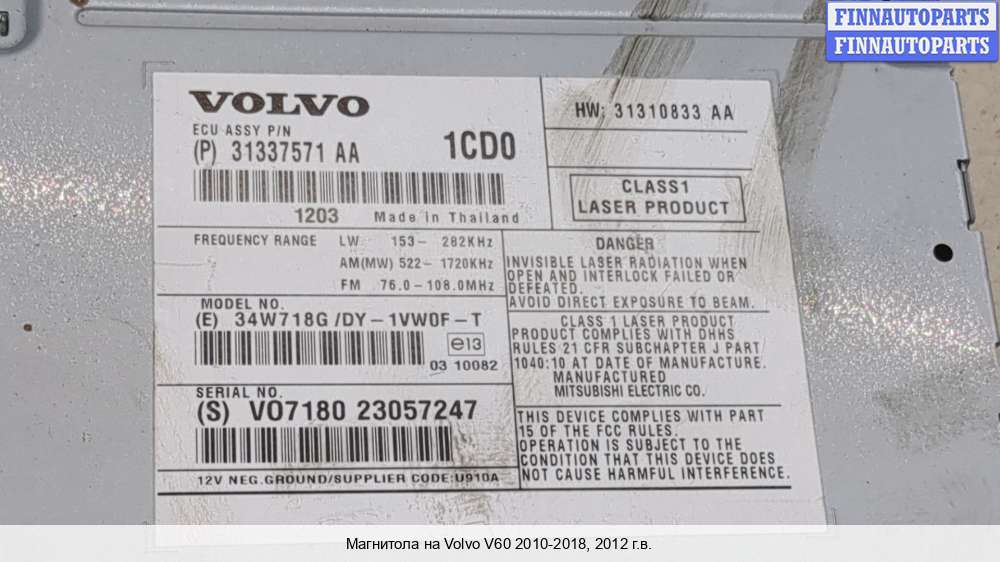 FINNAUTOPARTS
FINNAUTOPARTS
VOLVO
ECU ASSY P/N
(P) 31337571 AA 1CD0
1203 Made in Thailand
HW: 31310833 AA
CLASS1
LASER PRODUCT
FREQUENCY RANGE LW 153– 282KHz
AM(MW) 522– 1720KHz
FM 76.0–108.0MHz
DANGER
INVISIBLE LASER RADIATION WHEN
OPEN AND INTERLOCK FAILED OR
DEFEATED.
AVOID DIRECT EXPOSURE TO BEAM.
MODEL NO.
(E) 34W718G /DY–1VW0F–T
e13
03 10082
CLASS 1 LASER PRODUCT
PRODUCT COMPLIES WITH DHHS
RULES 21 CFR SUBCHAPTER J PART
1040:10 AT DATE OF MANUFACTURE.
MANUFACTURED
MITSUBISHI ELECTRIC CO.
SERIAL NO.
(S) VO7180 23057247
THIS DEVICE COMPLIES WITH PART
15 OF THE FCC RULES.
OPERATION IS SUBJECT TO THE
CONDITION THAT THIS DEVICE DOES
NOT CAUSE HARMFUL INTERFERENCE.
12V NEG.GROUND/SUPPLIER CODE:U910A
Магнитола на Volvo V60 2010-2018, 2012 г.в.